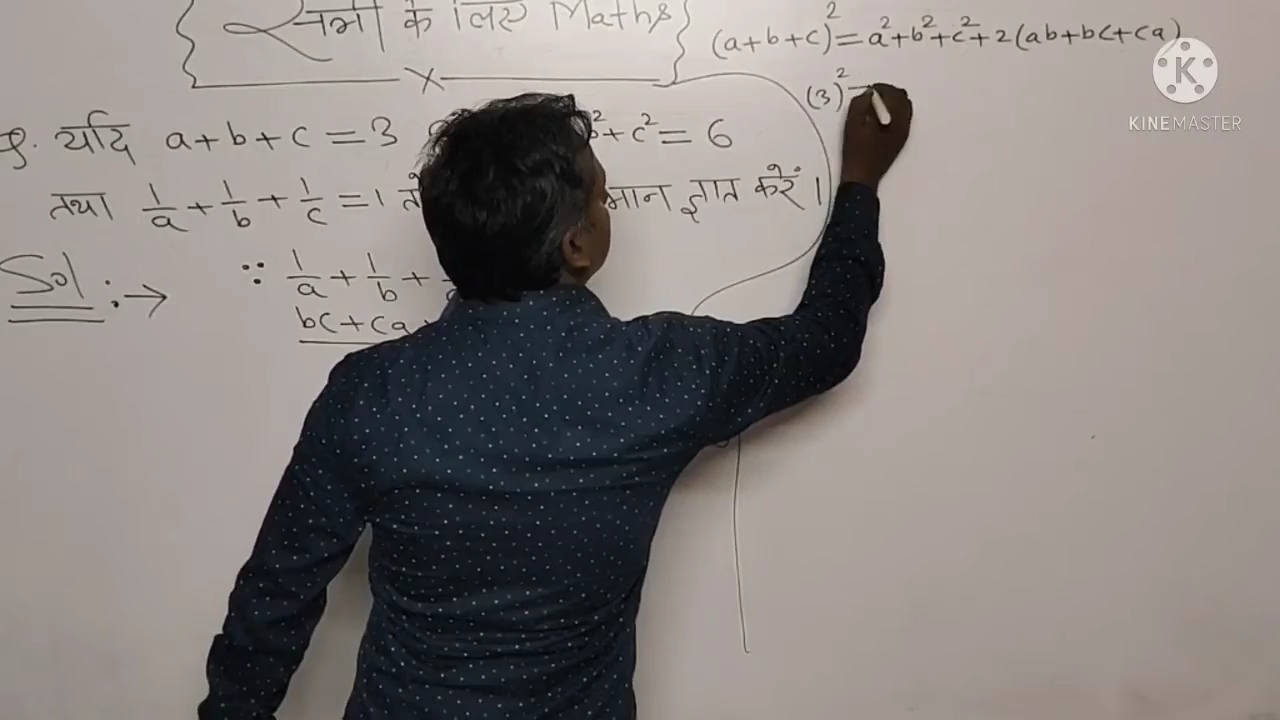 के लिए Maths
(a+b+c)² = a²+b²+c²+2(ab+bc+ca)
(3)²
Q. यदि a+b+c = 3 b²+c² = 6
तथा 1/a + 1/b + 1/c = 1 मान ज्ञात करें।
Sol :→ ∵ 1/a + 1/b +
bc+ca
KINEMASTER